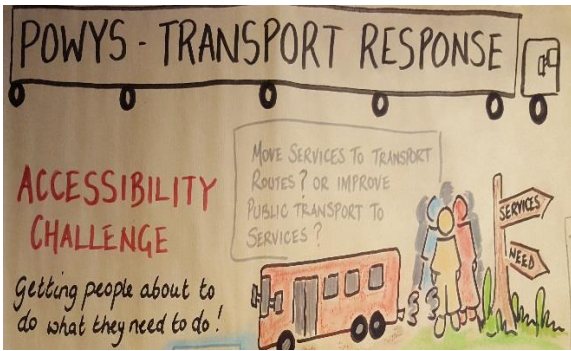 POWYS - TRANSPORT RESPONSE
MOVE SERVICES TO TRANSPORT
ROUTES? OR IMPROVE
PUBLIC TRANSPORT TO
SERVICES?
ACCESSIBILITY
CHALLENGE
Getting people about to
do what they need to do!
SERVICES
NEED